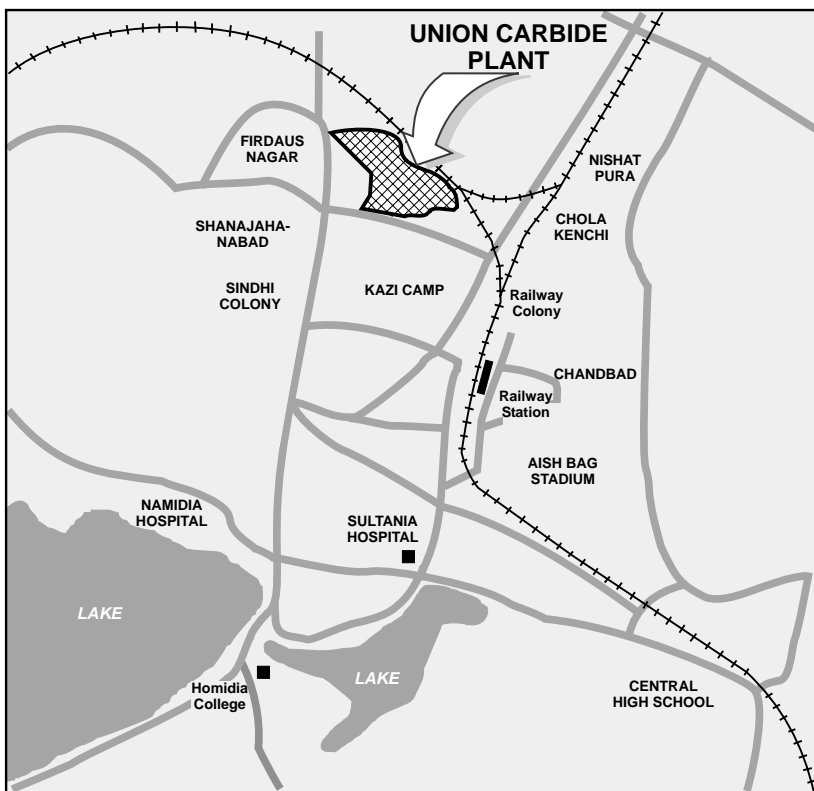 UNION CARBIDE
PLANT
FIRDAUS
NAGAR
NISHAT
PURA
SHANAJAHA-
NABAD
CHOLA
KENCHI
SINDHI
COLONY
KAZI CAMP
Railway
Colony
CHANDBAD
Railway
Station
AISH BAG
STADIUM
NAMIDIA
HOSPITAL
SULTANIA
HOSPITAL
LAKE
LAKE
Homidia
College
CENTRAL
HIGH SCHOOL